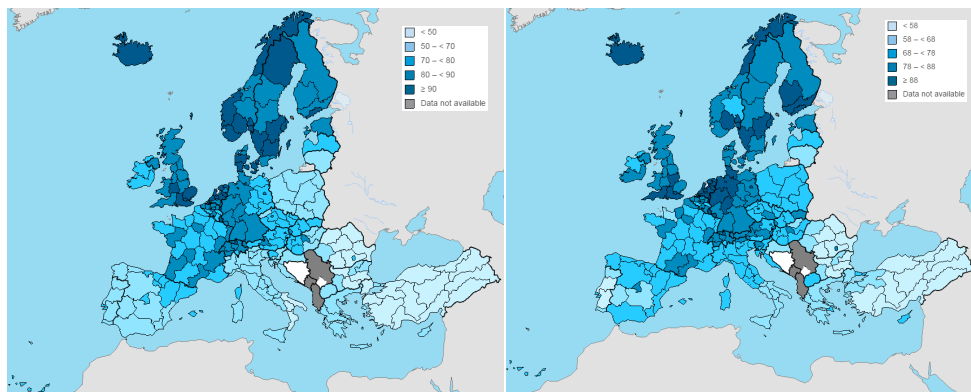 < 50
50 – < 70
70 – < 80
80 – < 90
≥ 90
Data not available
< 58
58 – < 68
68 – < 78
78 – < 88
≥ 88
Data not available